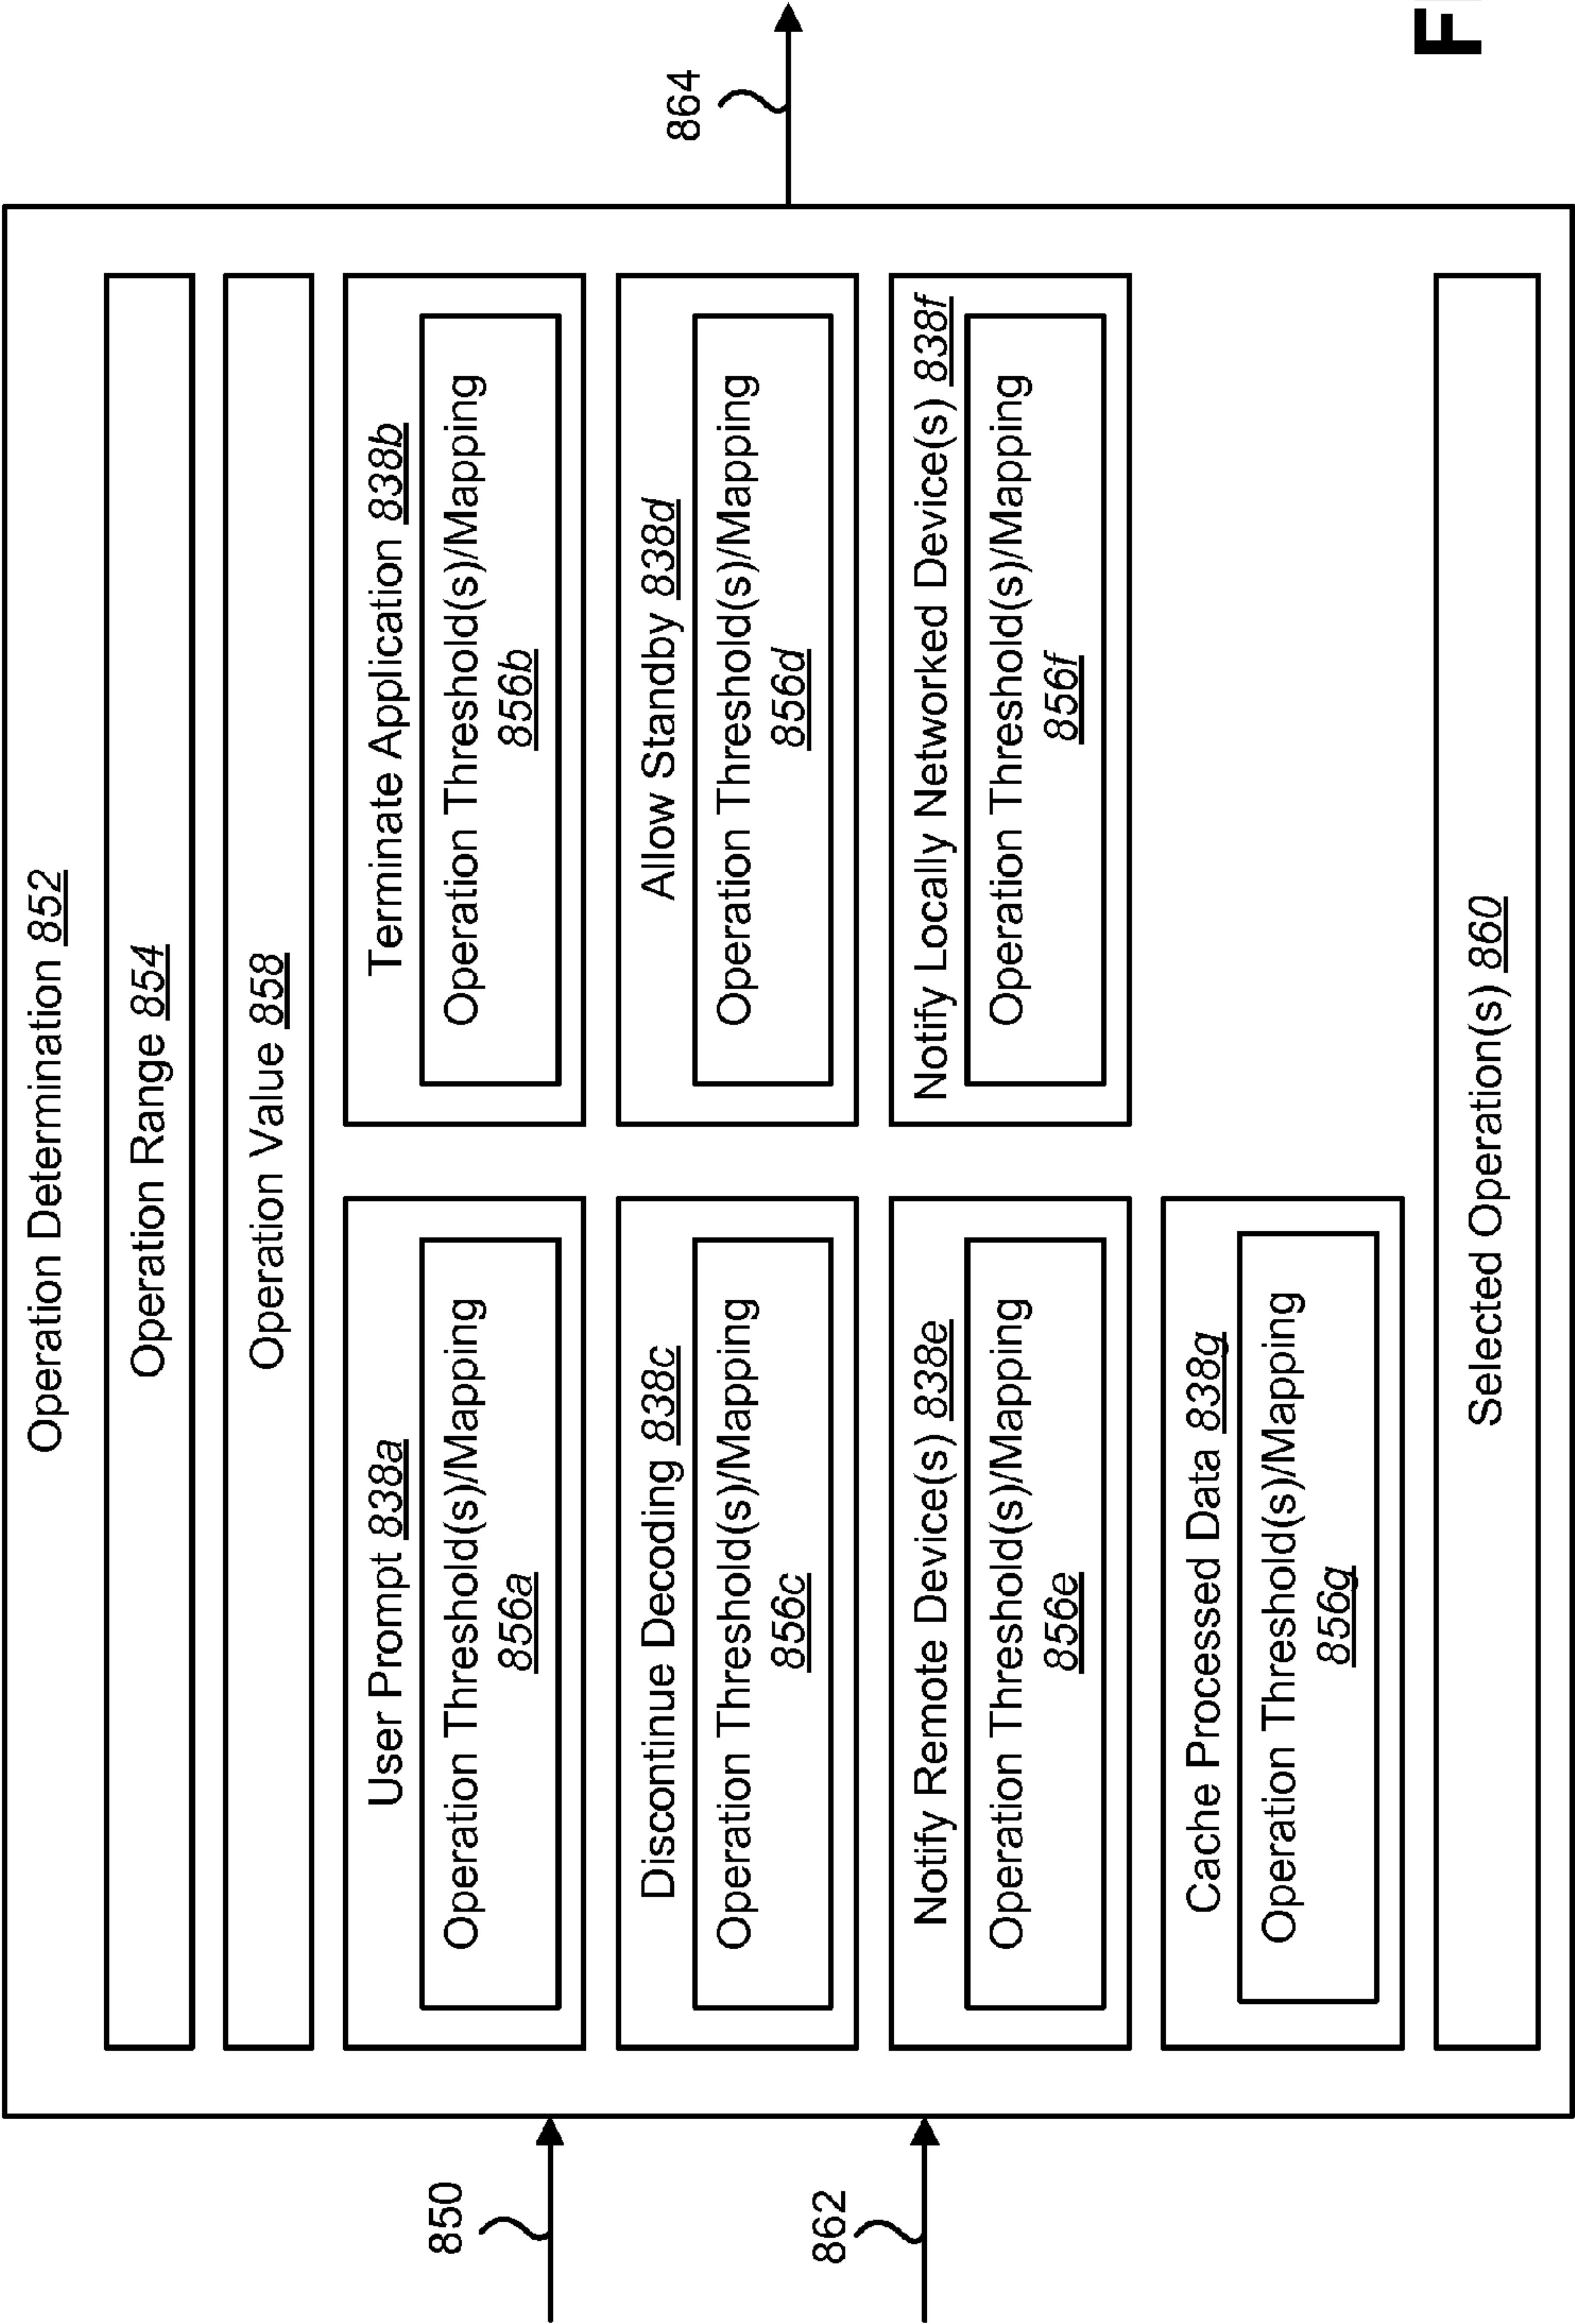 Operation Determination 852
Operation Range 854
Operation Value 858
User Prompt 838a
Operation Threshold(s)/Mapping
856a
Terminate Application 838b
Operation Threshold(s)/Mapping
856b
Discontinue Decoding 838c
Operation Threshold(s)/Mapping
856c
Allow Standby 838d
Operation Threshold(s)/Mapping
856d
Notify Remote Device(s) 838e
Operation Threshold(s)/Mapping
856e
Notify Locally Networked Device(s) 838f
Operation Threshold(s)/Mapping
856f
Cache Processed Data 838g
Operation Threshold(s)/Mapping
856g
Selected Operation(s) 860
850
862
864
F